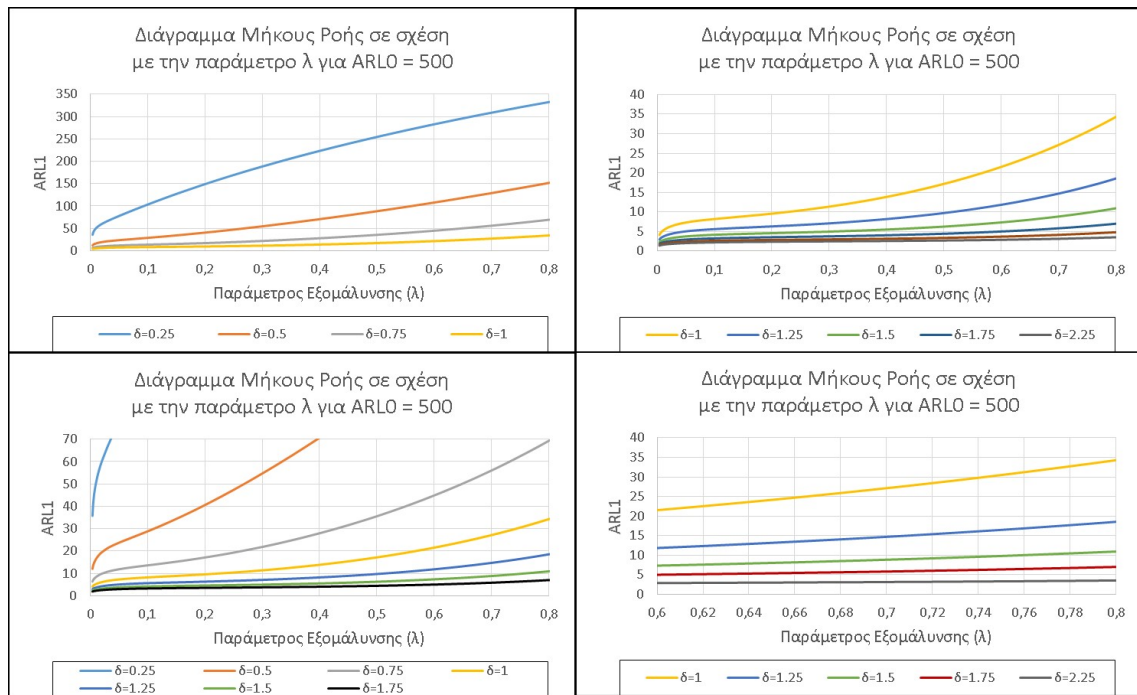 Διάγραμμα Μήκους Ροής σε σχέση
με την παράμετρο λ για ARL0 = 500
350
300
250
200
150
100
50
0
ARL1
0 0,1 0,2 0,3 0,4 0,5 0,6 0,7 0,8
Παράμετρος Εξομάλυνσης (λ)
δ=0.25 δ=0.5 δ=0.75 δ=1
Διάγραμμα Μήκους Ροής σε σχέση
με την παράμετρο λ για ARL0 = 500
40
35
30
25
20
15
10
5
0
ARL1
0 0,1 0,2 0,3 0,4 0,5 0,6 0,7 0,8
Παράμετρος Εξομάλυνσης (λ)
δ=1 δ=1.25 δ=1.5 δ=1.75 δ=2.25
Διάγραμμα Μήκους Ροής σε σχέση
με την παράμετρο λ για ARL0 = 500
70
60
50
40
30
20
10
0
ARL1
0 0,1 0,2 0,3 0,4 0,5 0,6 0,7 0,8
Παράμετρος Εξομάλυνσης (λ)
δ=0.25 δ=0.5 δ=0.75 δ=1
δ=1.25 δ=1.5 δ=1.75
Διάγραμμα Μήκους Ροής σε σχέση
με την παράμετρο λ για ARL0 = 500
40
35
30
25
20
15
10
5
0
ARL1
0,6 0,62 0,64 0,66 0,68 0,7 0,72 0,74 0,76 0,78 0,8
Παράμετρος Εξομάλυνσης (λ)
δ=1 δ=1.25 δ=1.5 δ=1.75 δ=2.25